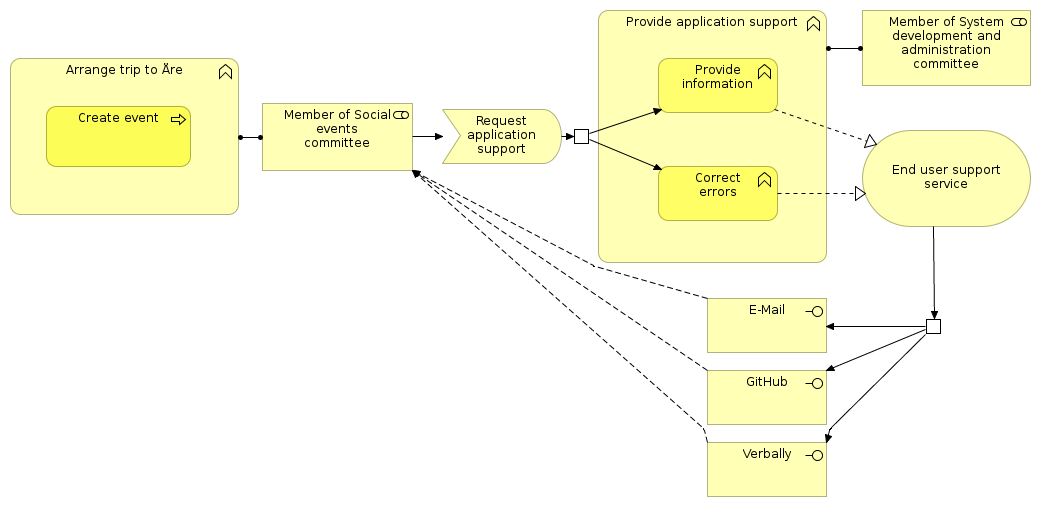 Arrange trip to Åre
Create event
Member of Social
events
committee
Request
application
support
Provide application support
Provide
information
Correct
errors
Member of System
development and
administration
committee
End user support
service
E-Mail
GitHub
Verbally